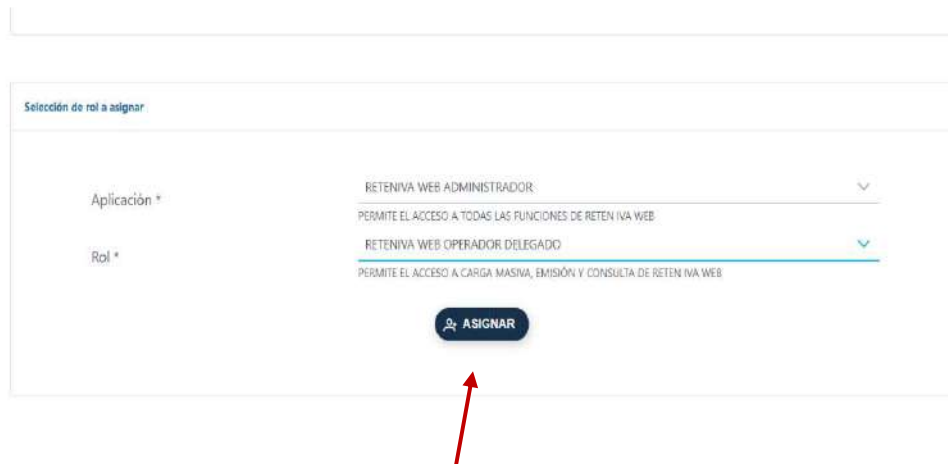 Selección de rol a asignar
Aplicación *
RETENIVA WEB ADMINISTRADOR
PERMITE EL ACCESO A TODAS LAS FUNCIONES DE RETEN IVA WEB
Rol *
RETENIVA WEB OPERADOR DELEGADO
PERMITE EL ACCESO A CARGA MASIVA, EMISIÓN Y CONSULTA DE RETEN IVA WEB
ASIGNAR